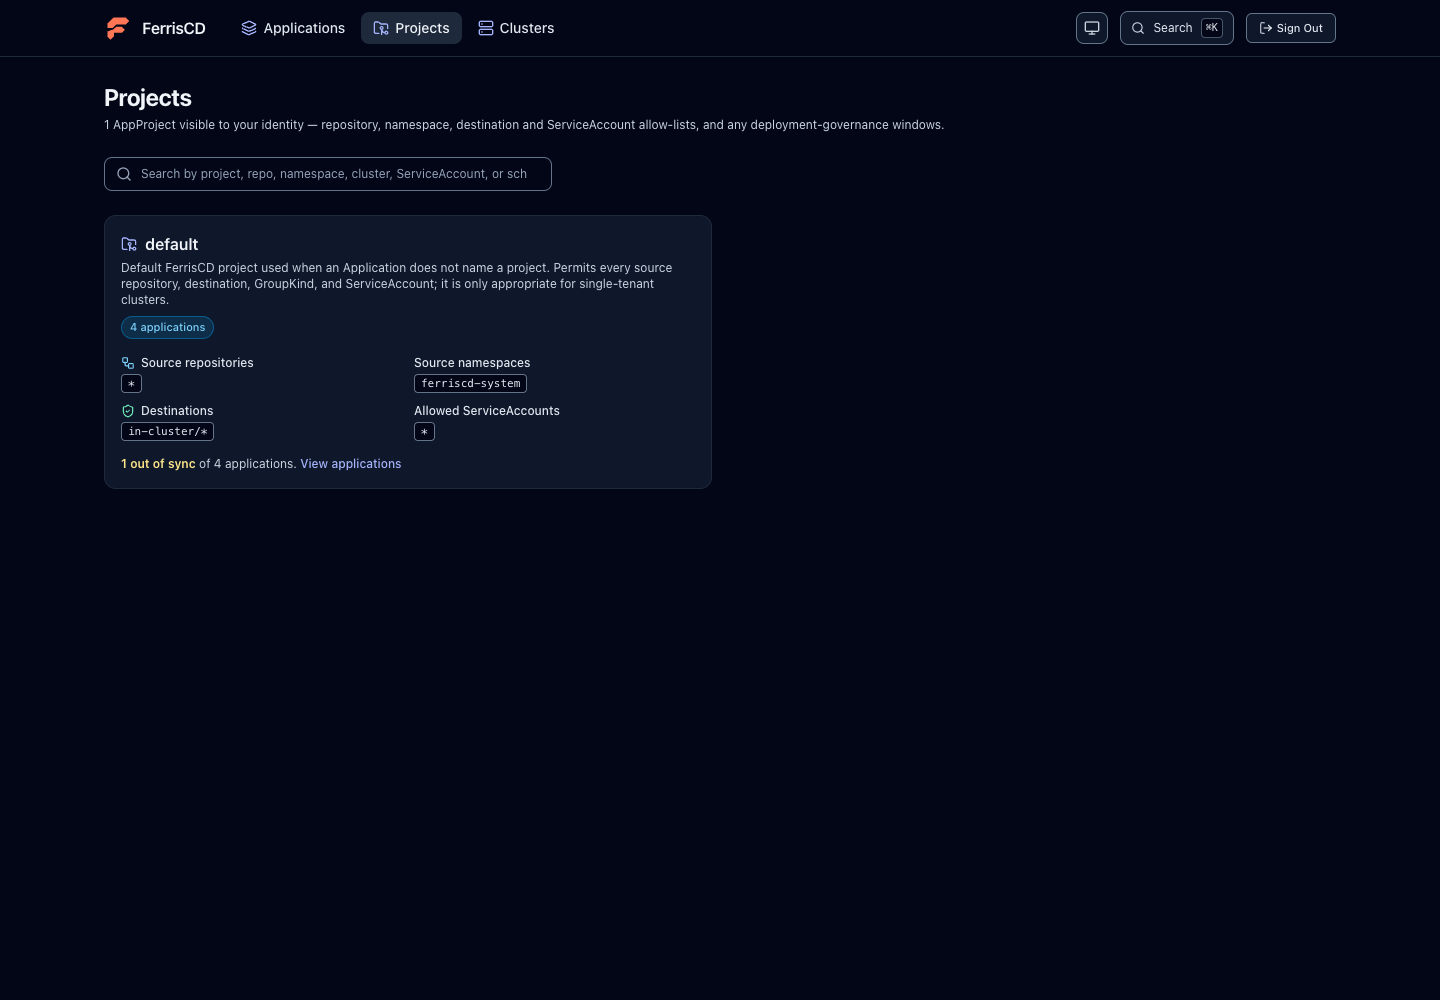 FerrisCD
Applications
Projects
Clusters
Search ⌘K
Sign Out
Projects
1 AppProject visible to your identity — repository, namespace, destination and ServiceAccount allow-lists, and any deployment-governance windows.
Search by project, repo, namespace, cluster, ServiceAccount, or sch
default
Default FerrisCD project used when an Application does not name a project. Permits every source
repository, destination, GroupKind, and ServiceAccount; it is only appropriate for single-tenant
clusters.
4 applications
Source repositories
*
Source namespaces
ferriscd-system
Destinations
in-cluster/*
Allowed ServiceAccounts
*
1 out of sync of 4 applications. View applications